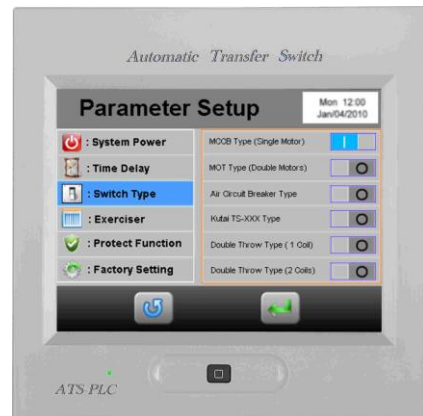 Automatic Transfer Switch
Parameter Setup
Mon 12:00
Jan/04/2010
: System Power
: Time Delay
: Switch Type
: Exerciser
: Protect Function
: Factory Setting
MCCB Type (Single Motor)
MOT Type (Double Motors)
Air Circuit Breaker Type
Kutai TS-XXX Type
Double Throw Type ( 1 Coil)
Double Throw Type (2 Coils)
ATS-PLC